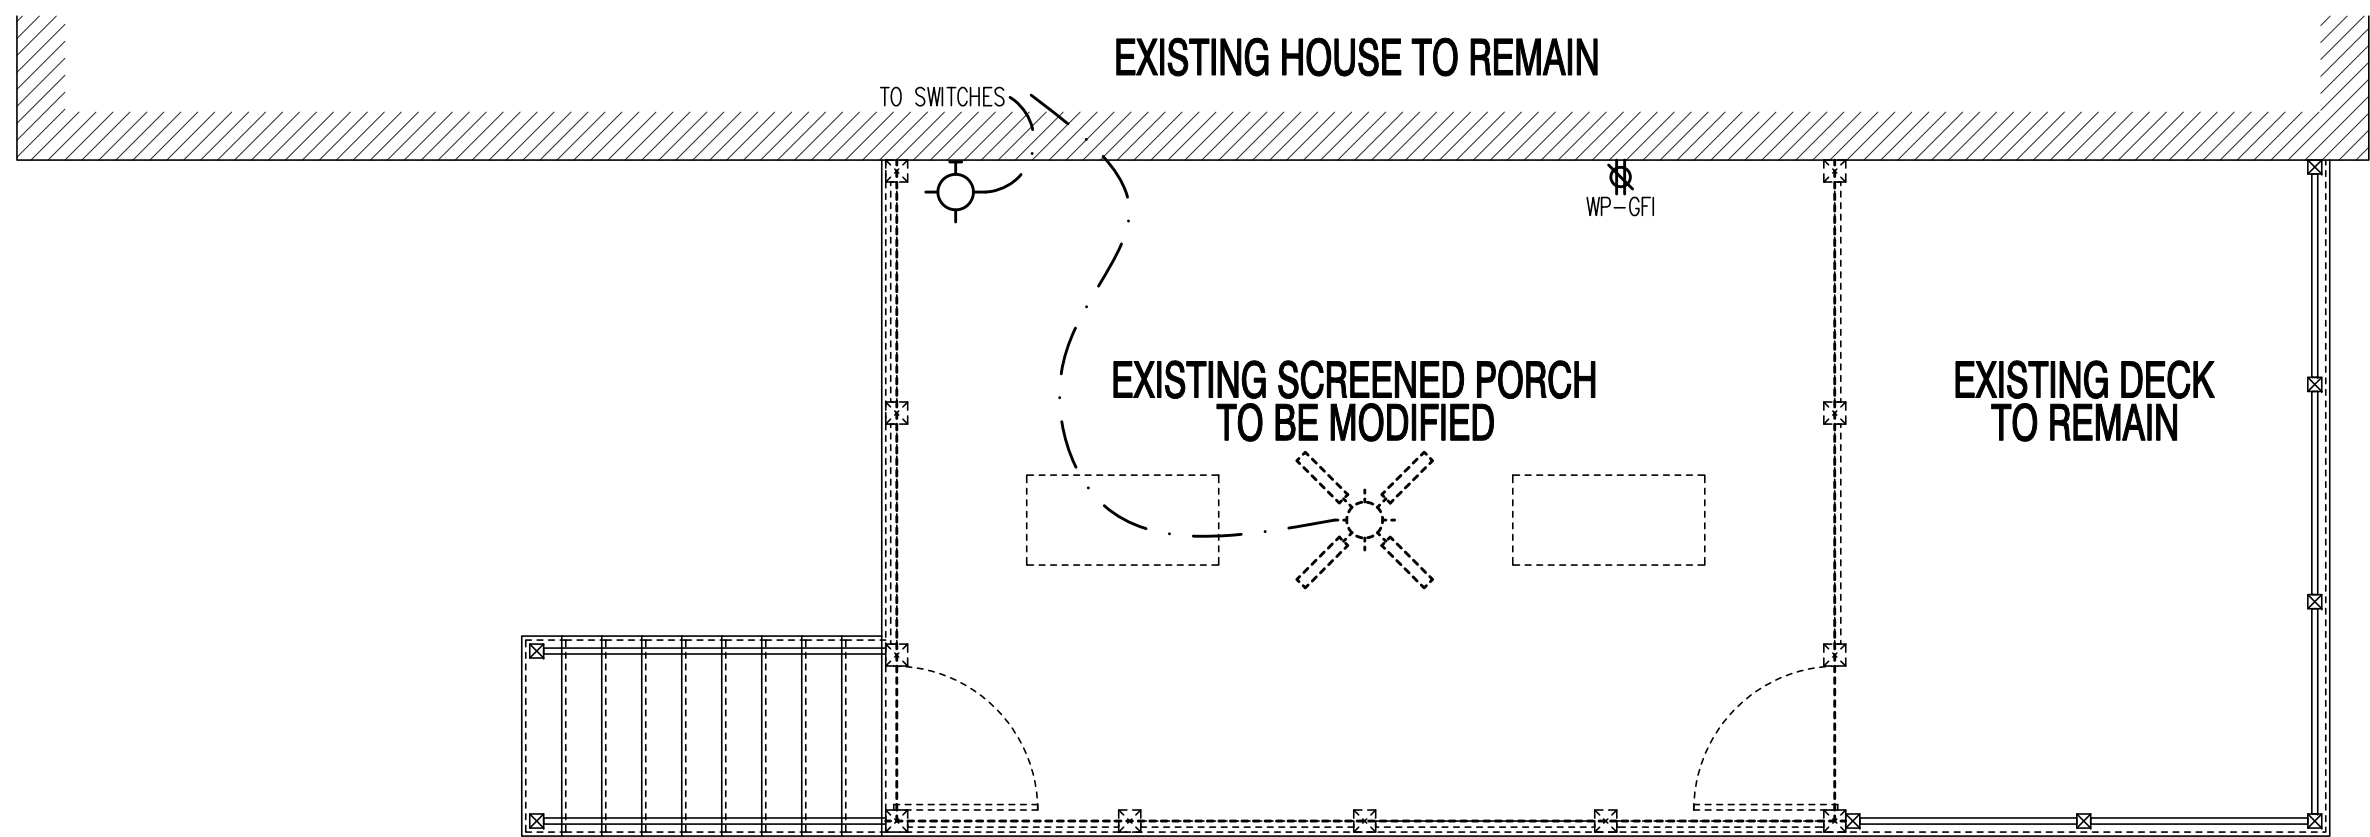 EXISTING HOUSE TO REMAIN
TO SWITCHES
WP-GFI
EXISTING SCREENED PORCH
TO BE MODIFIED
EXISTING DECK
TO REMAIN